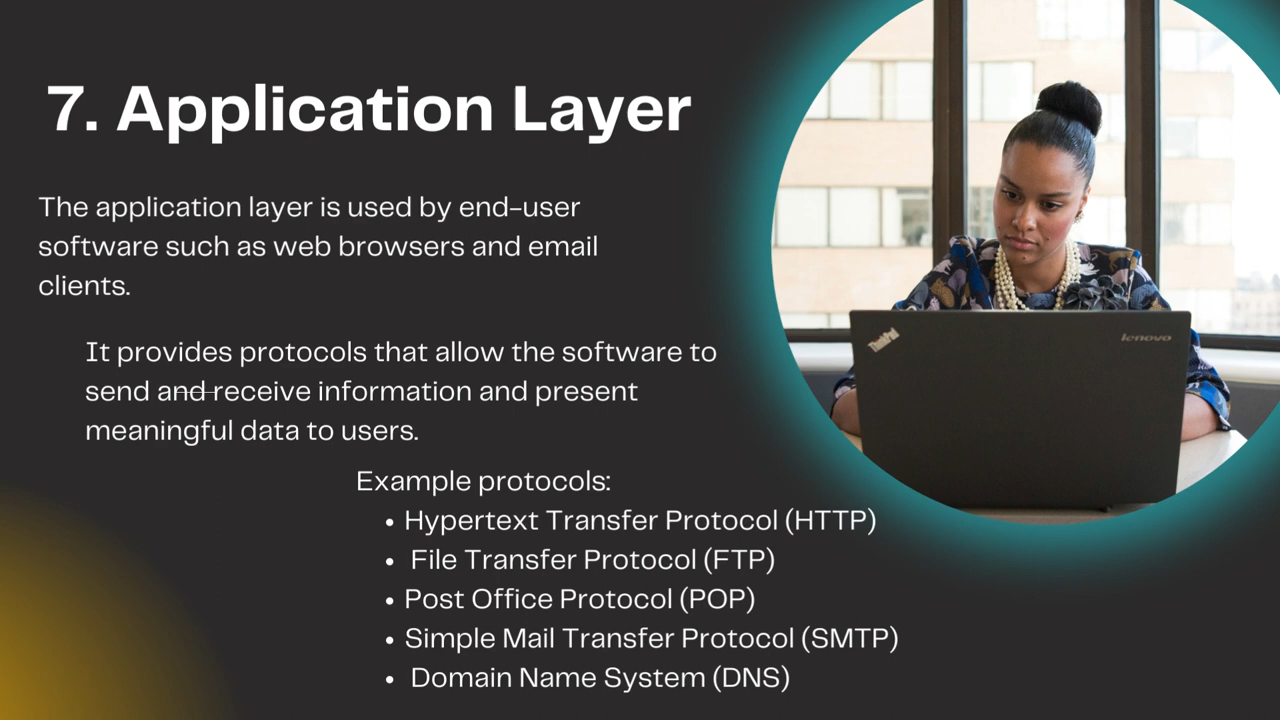 7. Application Layer
The application layer is used by end-user
software such as web browsers and email
clients.
It provides protocols that allow the software to
send and receive information and present
meaningful data to users.
Example protocols:
• Hypertext Transfer Protocol (HTTP)
• File Transfer Protocol (FTP)
• Post Office Protocol (POP)
• Simple Mail Transfer Protocol (SMTP)
• Domain Name System (DNS)
ThinkPad
lenovo